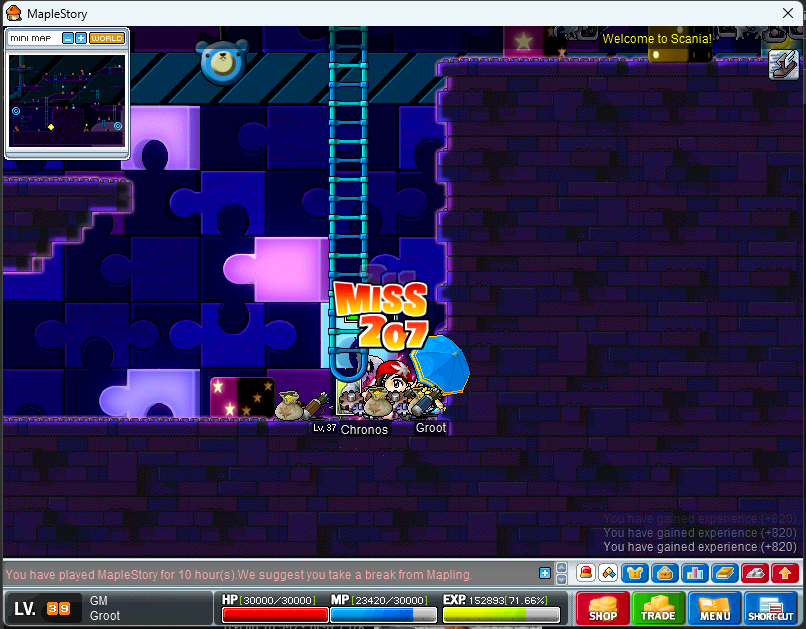 MapleStory
MINI MAP
WORLD
Welcome to Scania!
MISS
207
Lv.37 Chronos
Groot
You have gained experience (+820)
You have gained experience (+820)
You have gained experience (+820)
You have played MapleStory for 10 hour(s).We suggest you take a break from Mapling.
LV. 39
GM
Groot
HP[30000/30000]
MP[23420/30000]
EXP 152893[71.66%]
SHOP
TRADE
MENU
SHORTCUT